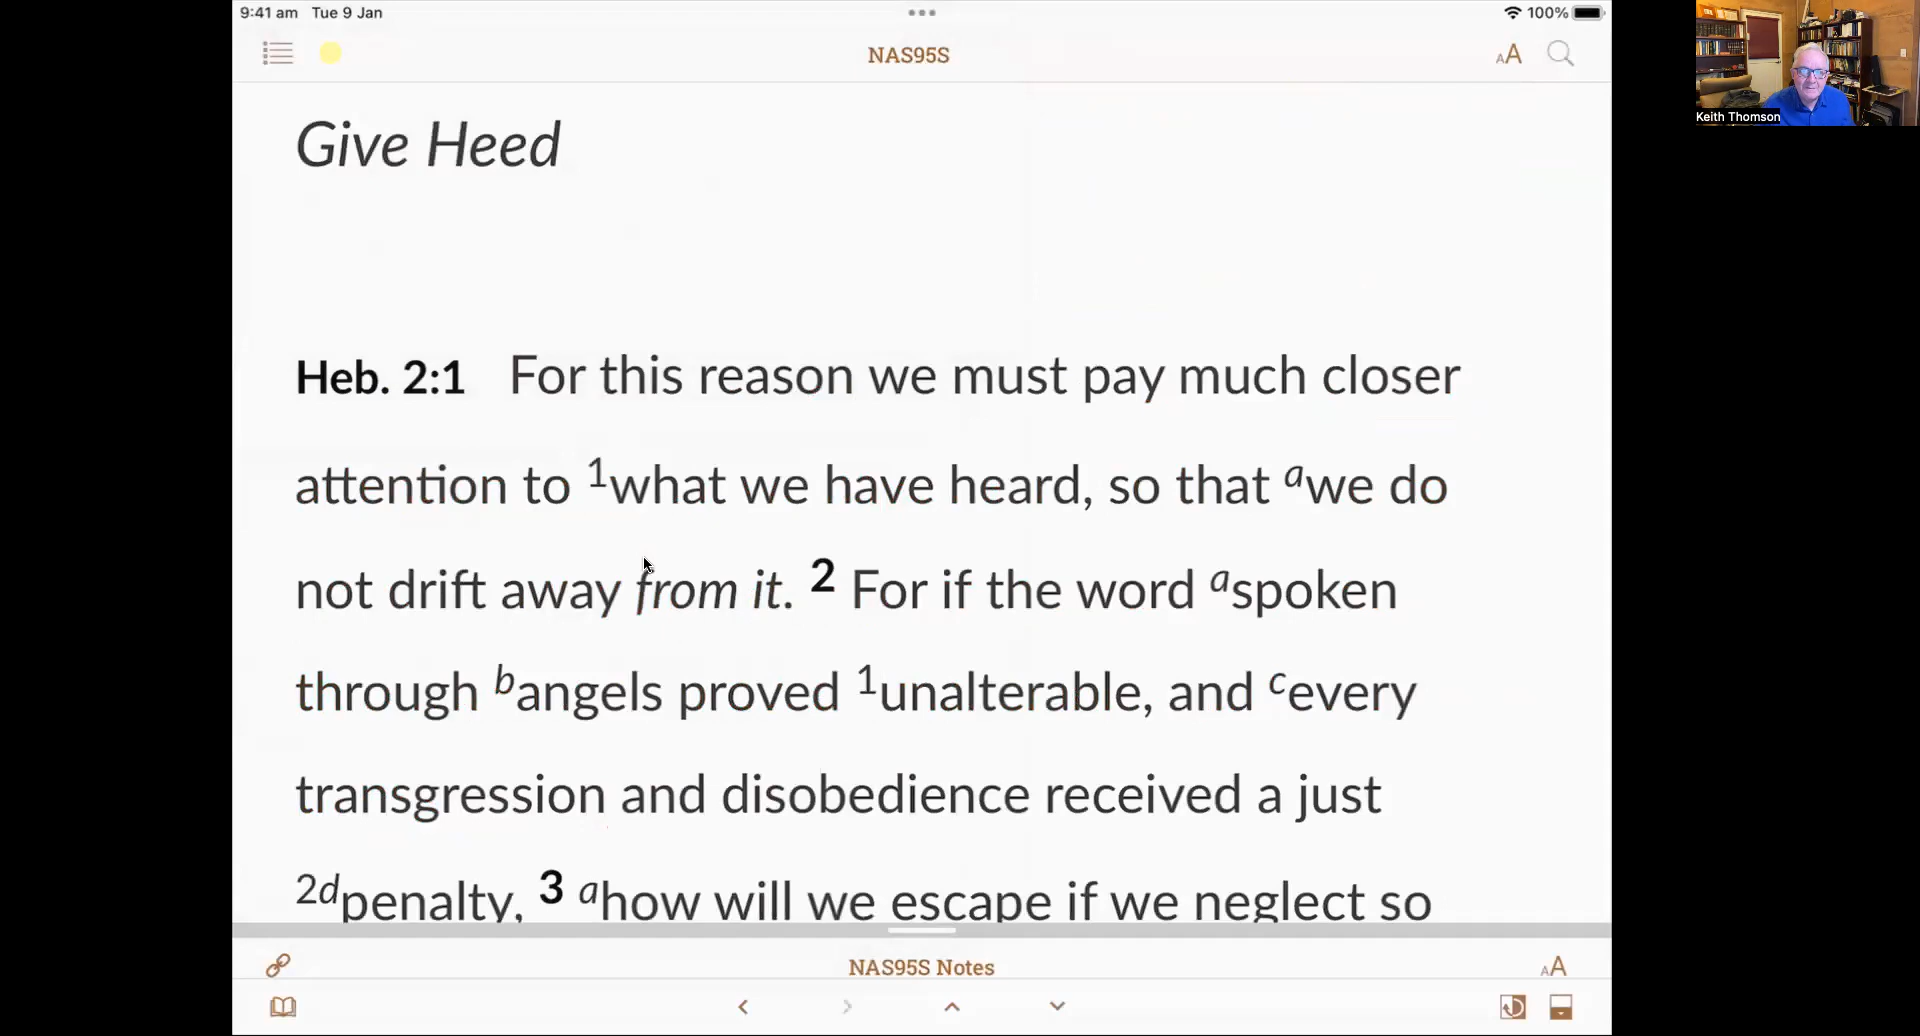 9:41 am Tue 9 Jan
100%
NAS95S
AA
Keith Thomson
Give Heed
Heb. 2:1 For this reason we must pay much closer
attention to 1what we have heard, so that awe do
not drift away from it. 2 For if the word aspoken
through bangels proved 1unalterable, and cevery
transgression and disobedience received a just
2dpenalty, 3 ahow will we escape if we neglect so
NAS95S Notes
AA